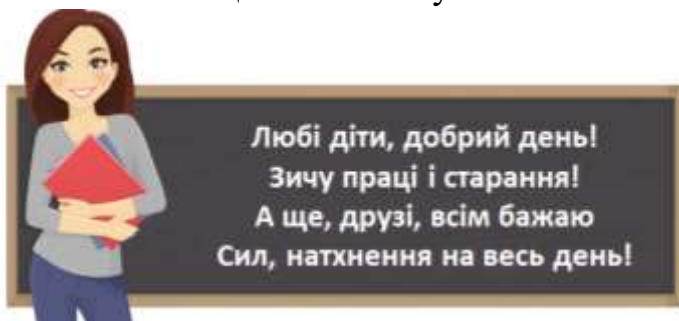 Любі діти, добрий день!
Зичу праці і старання!
А ще, друзі, всім бажаю
Сил, натхнення на весь день!